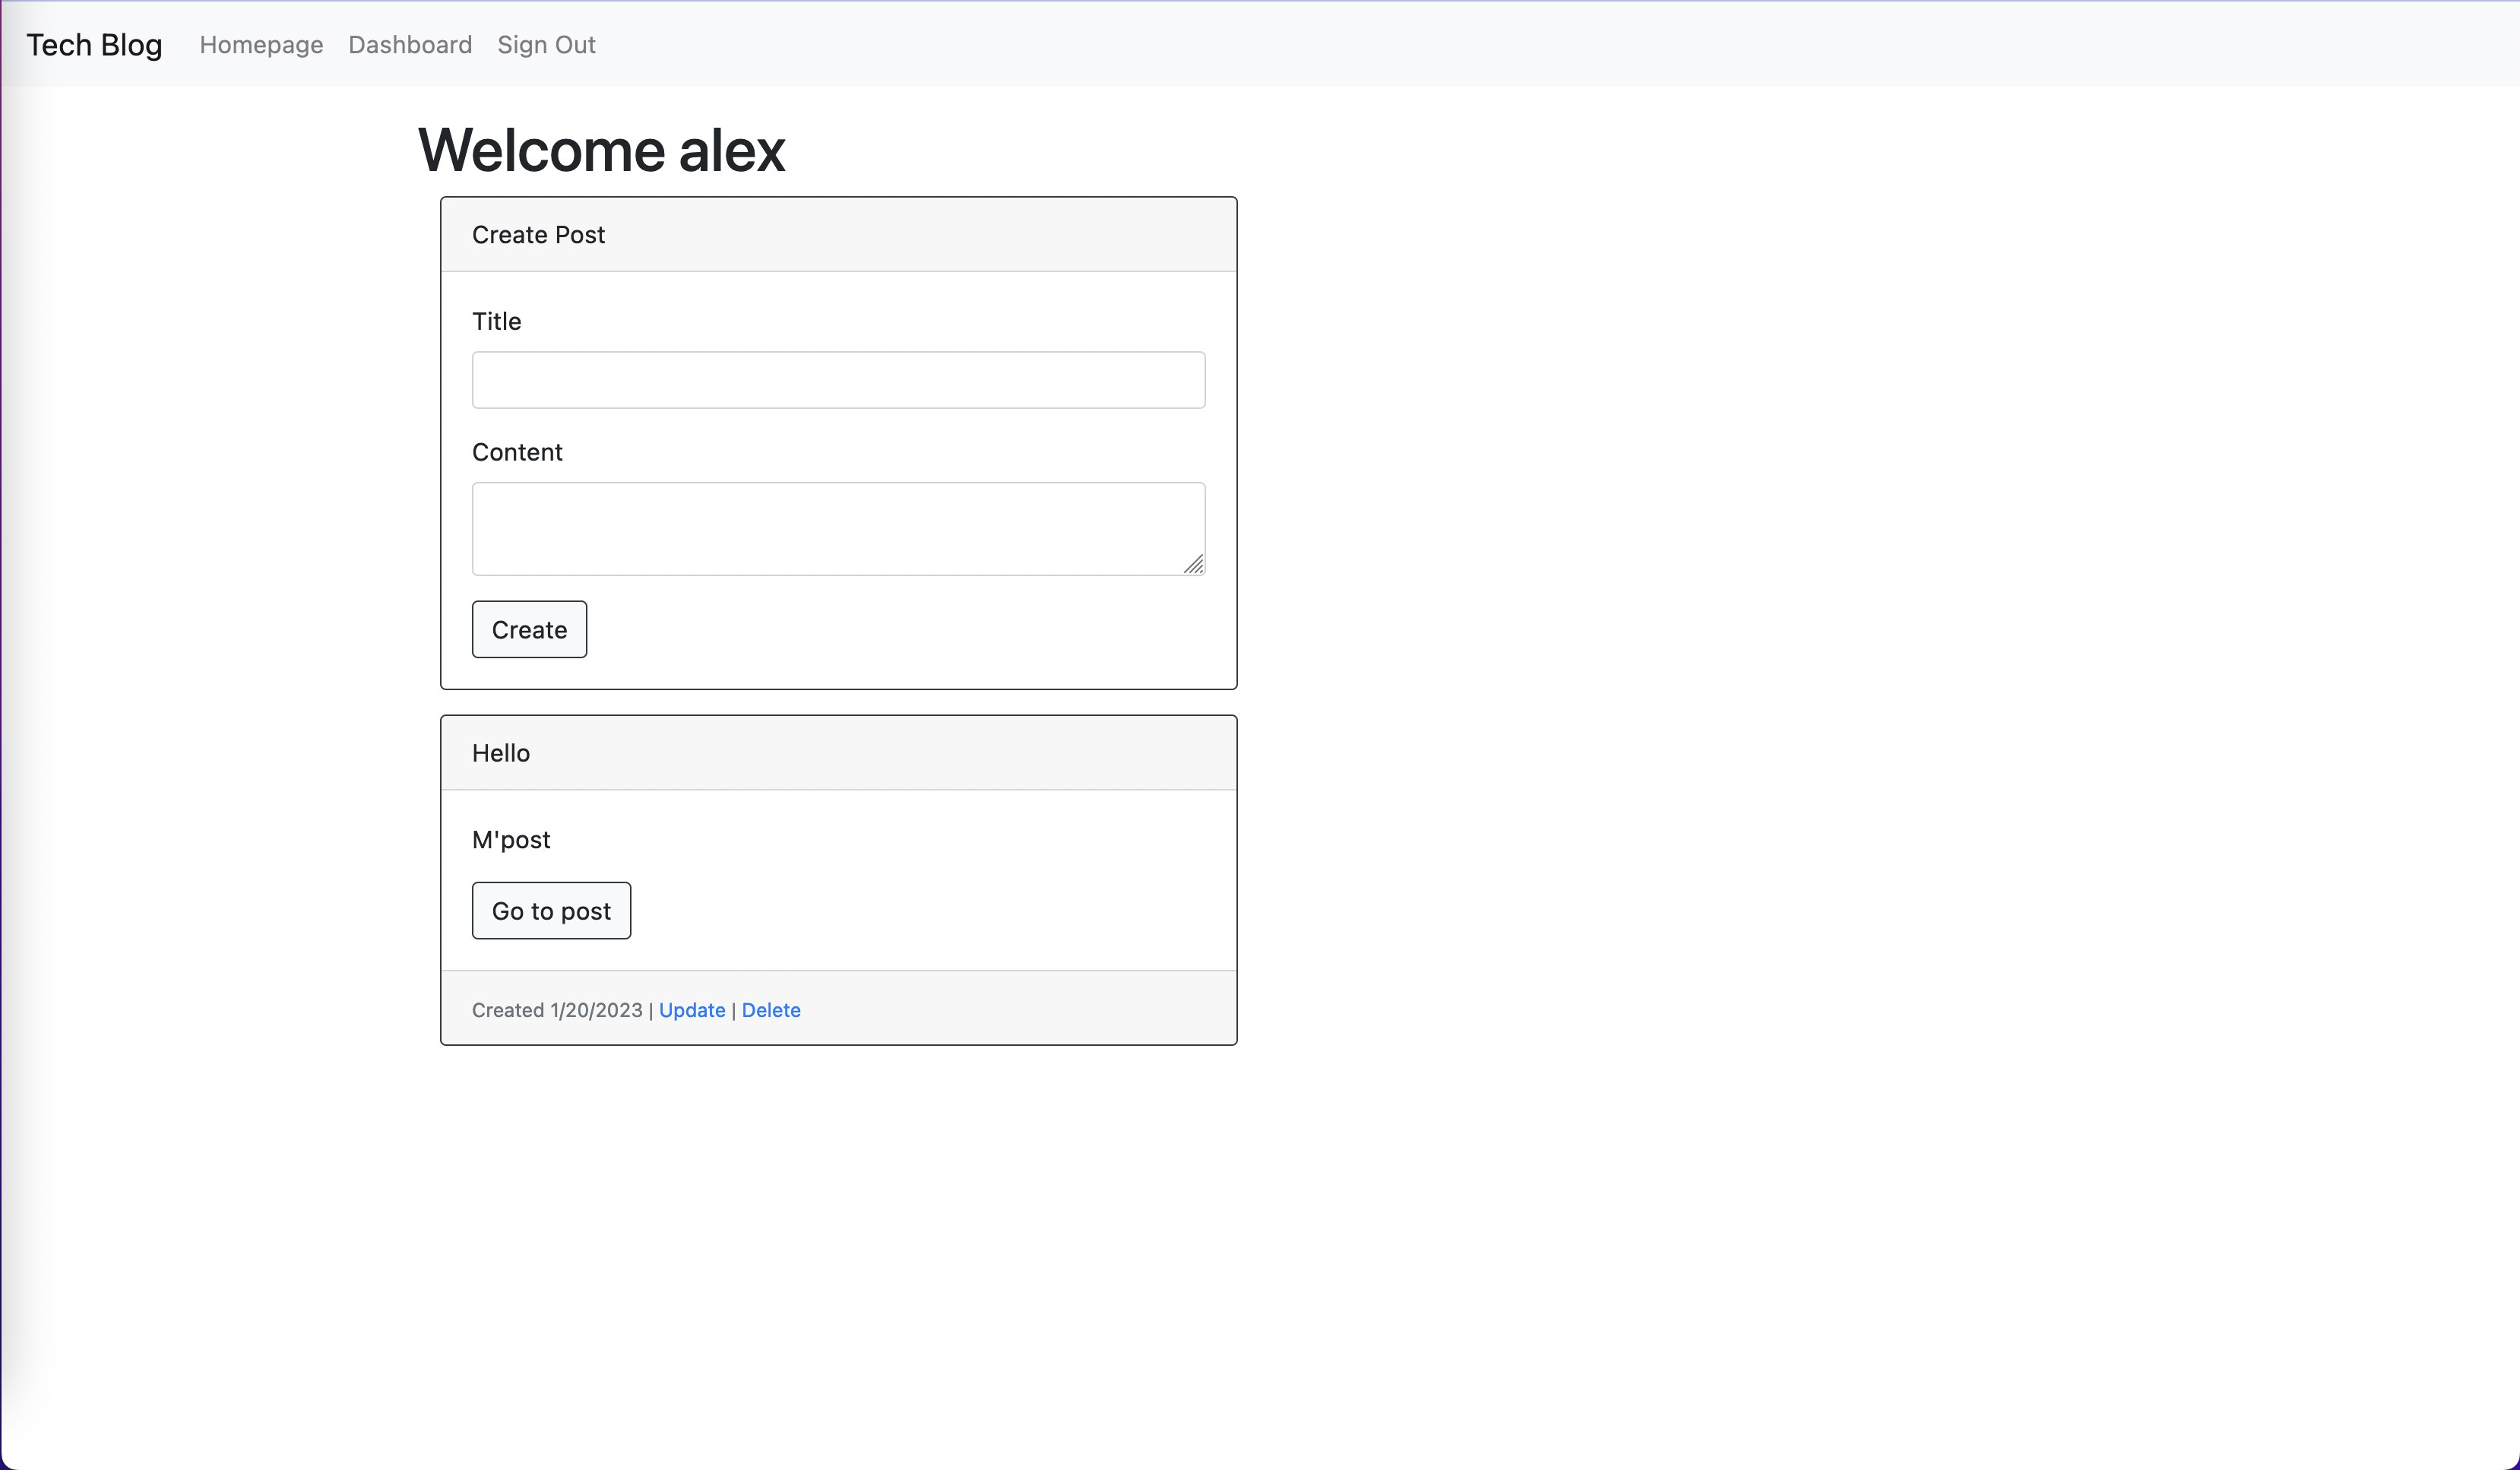 Tech Blog Homepage Dashboard Sign Out
Welcome alex
Create Post
Title
Content
Create
Hello
M'post
Go to post
Created 1/20/2023 | Update | Delete